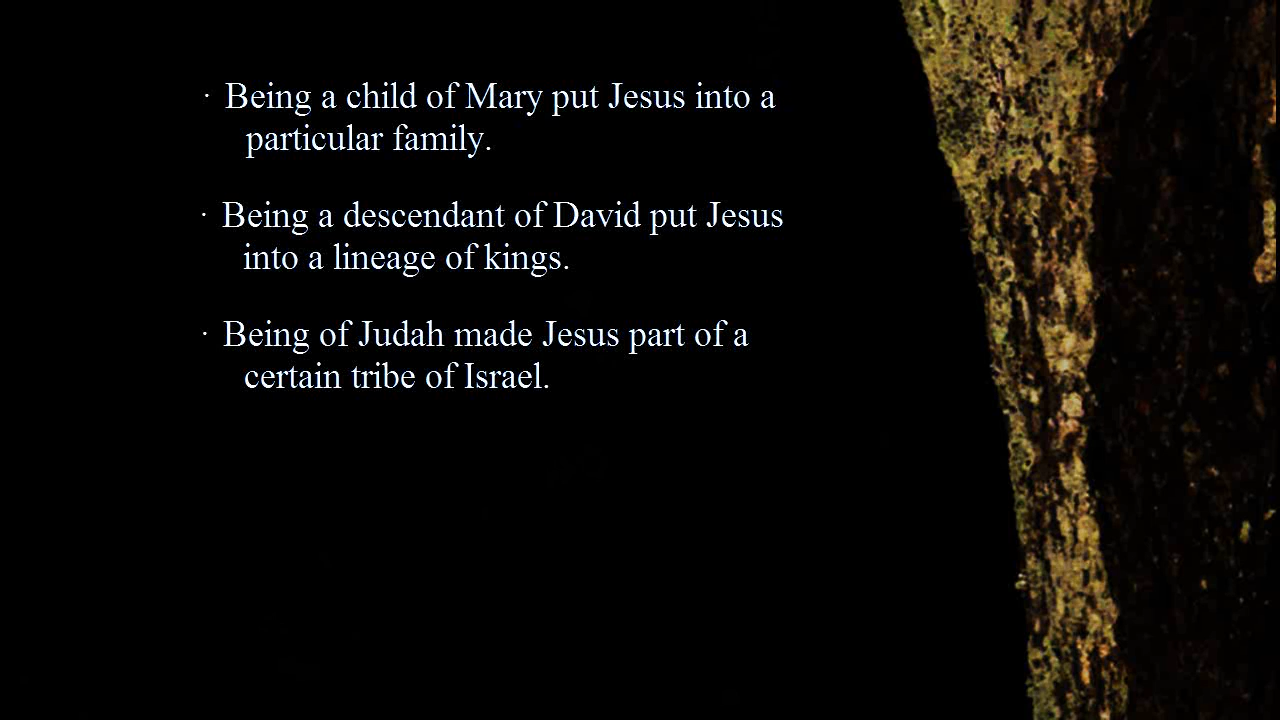 · Being a child of Mary put Jesus into a
particular family.
· Being a descendant of David put Jesus
into a lineage of kings.
· Being of Judah made Jesus part of a
certain tribe of Israel.